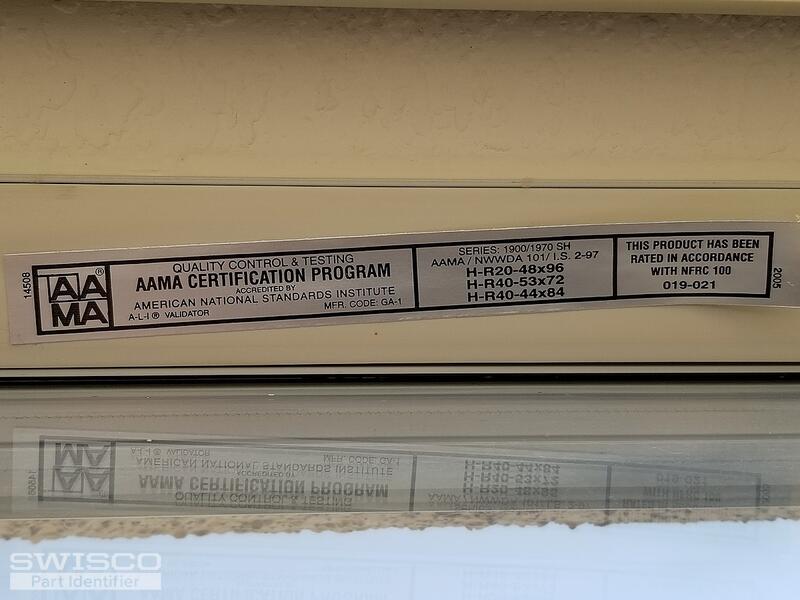 14508
AA
MA
®
QUALITY CONTROL & TESTING
AAMA CERTIFICATION PROGRAM
ACCREDITED BY
AMERICAN NATIONAL STANDARDS INSTITUTE
A-L-I ® VALIDATOR
MFR. CODE: GA-1
SERIES: 1900/1970 SH
AAMA / NWWDA 101/ I.S. 2-97
H-R20-48x96
H-R40-53x72
H-R40-44x84
THIS PRODUCT HAS BEEN
RATED IN ACCORDANCE
WITH NFRC 100
019-021
2005
SWISCO
Part Identifier